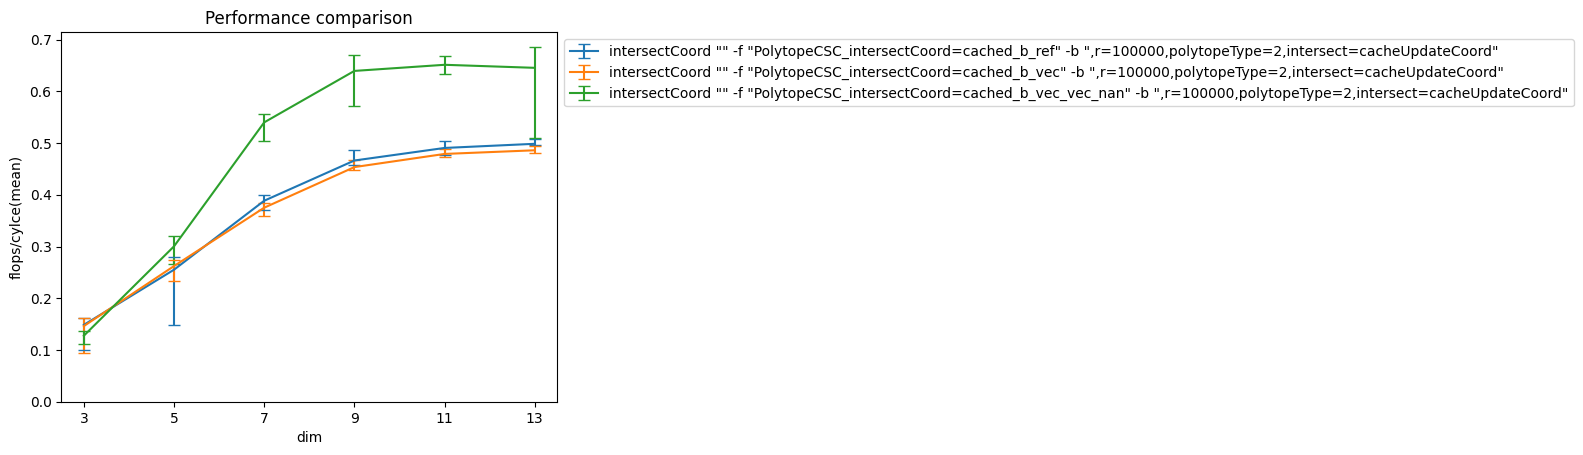 Performance comparison
flops/cylce(mean)
0.7
0.6
0.5
0.4
0.3
0.2
0.1
0.0
3 5 7 9 11 13
dim
intersectCoord "" -f "PolytopeCSC_intersectCoord=cached_b_ref" -b ",r=100000,polytopeType=2,intersect=cacheUpdateCoord"
intersectCoord "" -f "PolytopeCSC_intersectCoord=cached_b_vec" -b ",r=100000,polytopeType=2,intersect=cacheUpdateCoord"
intersectCoord "" -f "PolytopeCSC_intersectCoord=cached_b_vec_vec_nan" -b ",r=100000,polytopeType=2,intersect=cacheUpdateCoord"